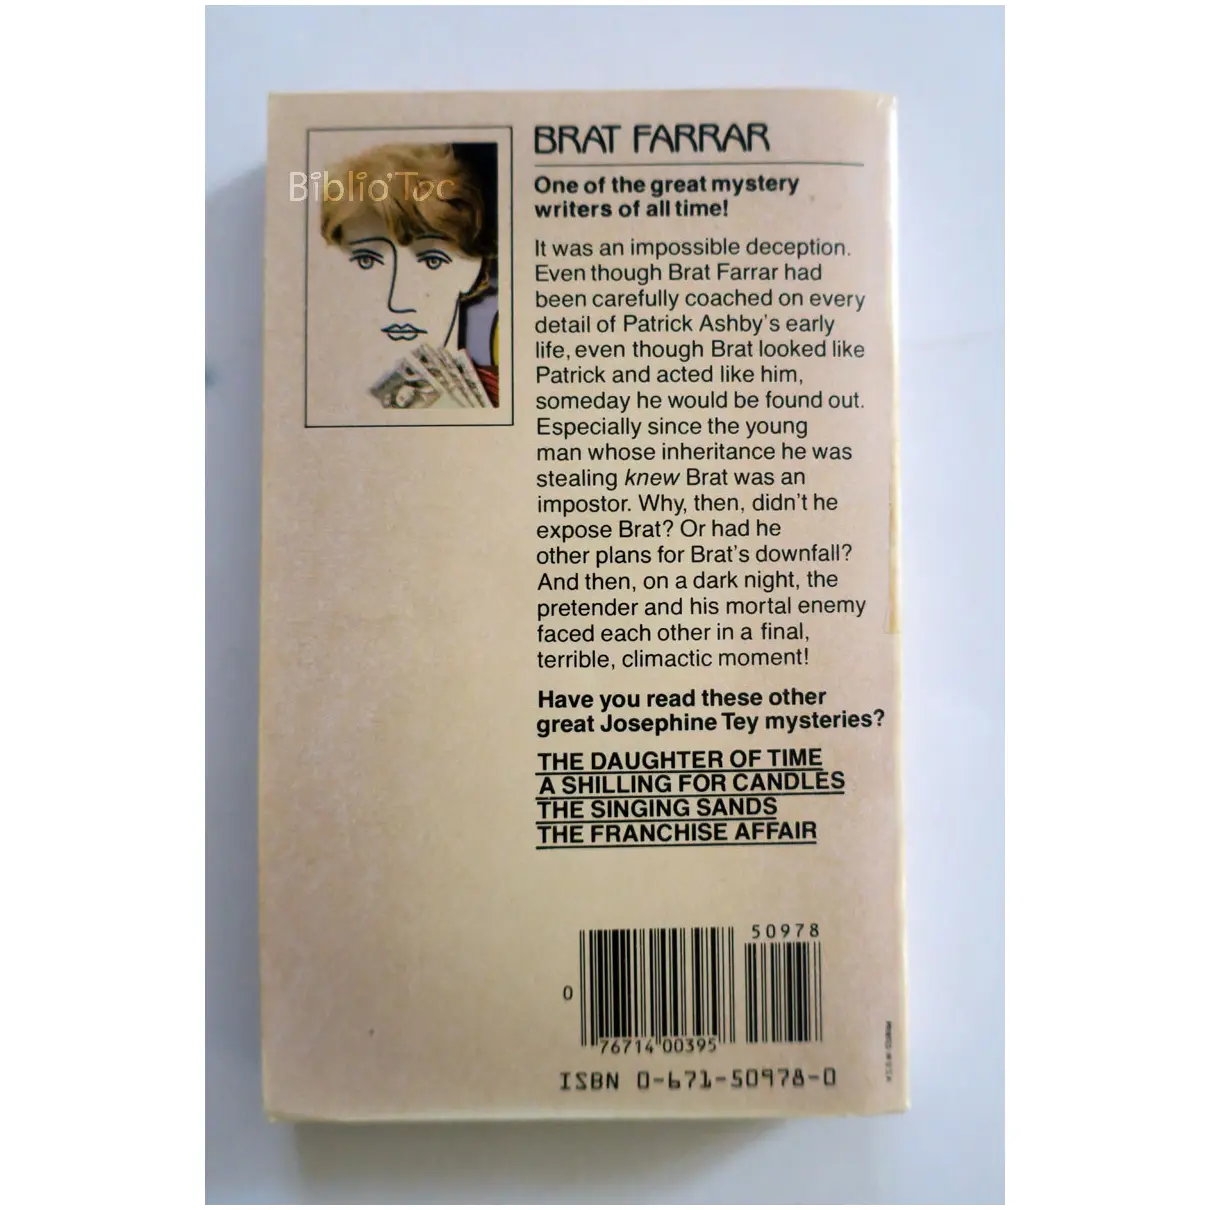 Biblio'Toc
BRAT FARRAR
One of the great mystery
writers of all time!
It was an impossible deception.
Even though Brat Farrar had
been carefully coached on every
detail of Patrick Ashby's early
life, even though Brat looked like
Patrick and acted like him,
someday he would be found out.
Especially since the young
man whose inheritance he was
stealing knew Brat was an
impostor. Why, then, didn't he
expose Brat? Or had he
other plans for Brat's downfall?
And then, on a dark night, the
pretender and his mortal enemy
faced each other in a final,
terrible, climactic moment!
Have you read these other
great Josephine Tey mysteries?
THE DAUGHTER OF TIME
A SHILLING FOR CANDLES
THE SINGING SANDS
THE FRANCHISE AFFAIR
50978
0
76714 00395
ISBN 0-671-50978-0
PRINTED IN U.S.A.